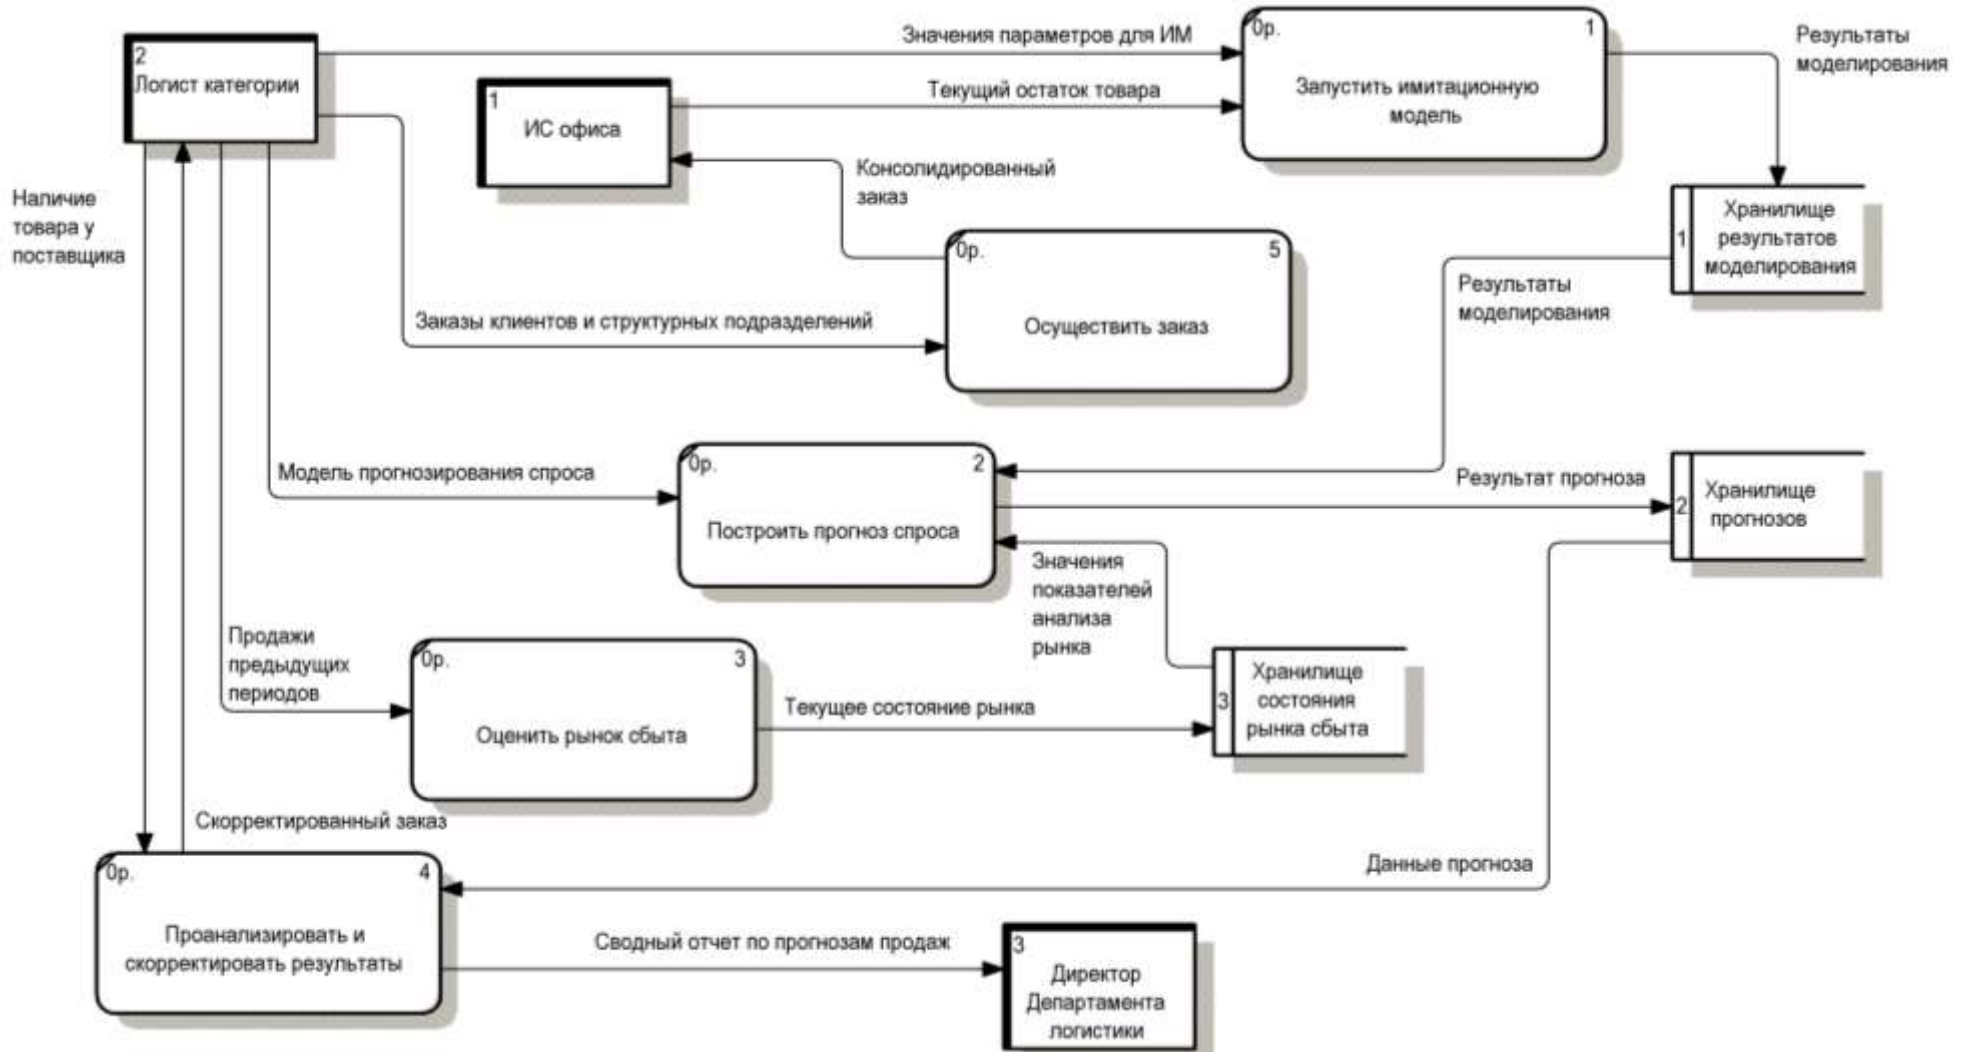 Значения параметров для ИМ
0р.
1
Результаты
моделирования
2
Логист категории
1
ИС офиса
Текущий остаток товара
Запустить имитационную
модель
Консолидированный
заказ
Наличие
товара у
поставщика
1
Хранилище
результатов
моделирования
0р.
5
Осуществить заказ
Результаты
моделирования
Заказы клиентов и структурных подразделений
Модель прогнозирования спроса
0р.
2
Построить прогноз спроса
Результат прогноза
2
Хранилище
прогнозов
Значения
показателей
анализа
рынка
Продажи
предыдущих
периодов
0р.
3
Оценить рынок сбыта
Текущее состояние рынка
3
Хранилище
состояния
рынка сбыта
Скорректированный заказ
0р.
4
Проанализировать и
скорректировать результаты
Данные прогноза
Сводный отчет по прогнозам продаж
3
Директор
Департамента
логистики